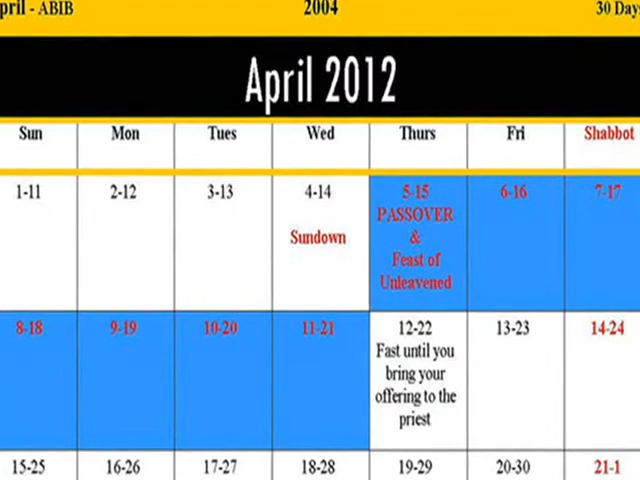 pril - ABIB 2004 30 Days
April 2012
Sun Mon Tues Wed Thurs Fri Shabbot
1-11 2-12 3-13 4-14 5-15 6-16 7-17
PASSOVER
Sundown &
Feast of
Unleavened
8-18 9-19 10-20 11-21 12-22 13-23 14-24
Fast until you
bring your
offering to the
priest
15-25 16-26 17-27 18-28 19-29 20-30 21-1